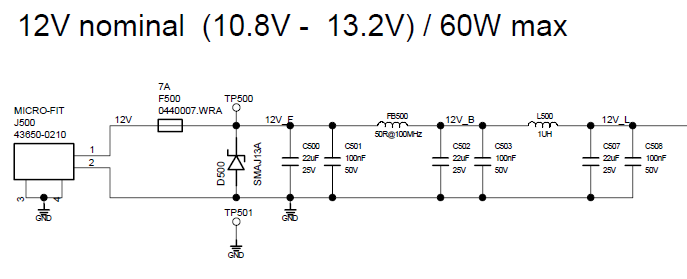 12V nominal (10.8V - 13.2V) / 60W max
7A
F500
0440007.WRA
MICRO-FIT
J500
43650-0210
12V
TP500
12V_F
FB500
50R@100MHz
12V_B
L500
1UH
12V_L
1
2
3
4
GND
D500
SMAJ13A
C500
22uF
25V
C501
100nF
50V
C502
22uF
25V
C503
100nF
50V
C507
22uF
25V
C508
100nF
50V
TP501
GND
GND